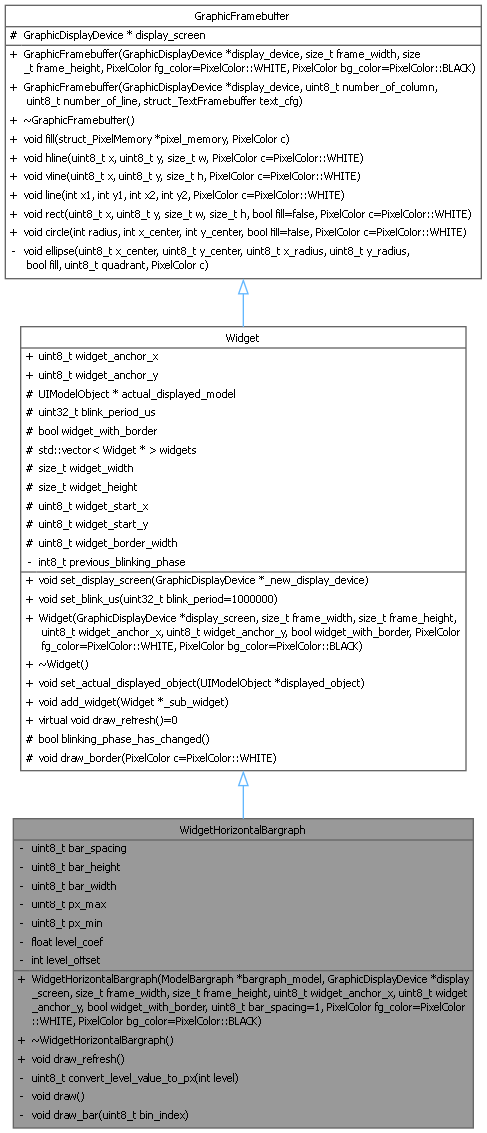 GraphicFramebuffer
# GraphicDisplayDevice * display_screen
+ GraphicFramebuffer(GraphicDisplayDevice *display_device, size_t frame_width, size
_t frame_height, PixelColor fg_color=PixelColor::WHITE, PixelColor bg_color=PixelColor::BLACK)
+ GraphicFramebuffer(GraphicDisplayDevice *display_device, uint8_t number_of_column,
uint8_t number_of_line, struct_TextFramebuffer text_cfg)
+ ~GraphicFramebuffer()
+ void fill(struct_PixelMemory *pixel_memory, PixelColor c)
+ void hline(uint8_t x, uint8_t y, size_t w, PixelColor c=PixelColor::WHITE)
+ void vline(uint8_t x, uint8_t y, size_t h, PixelColor c=PixelColor::WHITE)
+ void line(int x1, int y1, int x2, int y2, PixelColor c=PixelColor::WHITE)
+ void rect(uint8_t x, uint8_t y, size_t w, size_t h, bool fill=false, PixelColor c=PixelColor::WHITE)
+ void circle(int radius, int x_center, int y_center, bool fill=false, PixelColor c=PixelColor::WHITE)
- void ellipse(uint8_t x_center, uint8_t y_center, uint8_t x_radius, uint8_t y_radius,
bool fill, uint8_t quadrant, PixelColor c)
Widget
+ uint8_t widget_anchor_x
+ uint8_t widget_anchor_y
# UIModelObject * actual_displayed_model
# uint32_t blink_period_us
# bool widget_with_border
# std::vector< Widget * > widgets
# size_t widget_width
# size_t widget_height
# uint8_t widget_start_x
# uint8_t widget_start_y
# uint8_t widget_border_width
- int8_t previous_blinking_phase
+ void set_display_screen(GraphicDisplayDevice *_new_display_device)
+ void set_blink_us(uint32_t blink_period=1000000)
+ Widget(GraphicDisplayDevice *display_screen, size_t frame_width, size_t frame_height,
uint8_t widget_anchor_x, uint8_t widget_anchor_y, bool widget_with_border, PixelColor
fg_color=PixelColor::WHITE, PixelColor bg_color=PixelColor::BLACK)
+ ~Widget()
+ void set_actual_displayed_object(UIModelObject *displayed_object)
+ void add_widget(Widget *_sub_widget)
+ virtual void draw_refresh()=0
# bool blinking_phase_has_changed()
# void draw_border(PixelColor c=PixelColor::WHITE)
WidgetHorizontalBargraph
- uint8_t bar_spacing
- uint8_t bar_height
- uint8_t bar_width
- uint8_t px_max
- uint8_t px_min
- float level_coef
- int level_offset
+ WidgetHorizontalBargraph(ModelBargraph *bargraph_model, GraphicDisplayDevice *display
_screen, size_t frame_width, size_t frame_height, uint8_t widget_anchor_x, uint8_t widget
_anchor_y, bool widget_with_border, uint8_t bar_spacing=1, PixelColor fg_color=PixelColor
::WHITE, PixelColor bg_color=PixelColor::BLACK)
+ ~WidgetHorizontalBargraph()
+ void draw_refresh()
- uint8_t convert_level_value_to_px(int level)
- void draw()
- void draw_bar(uint8_t bin_index)